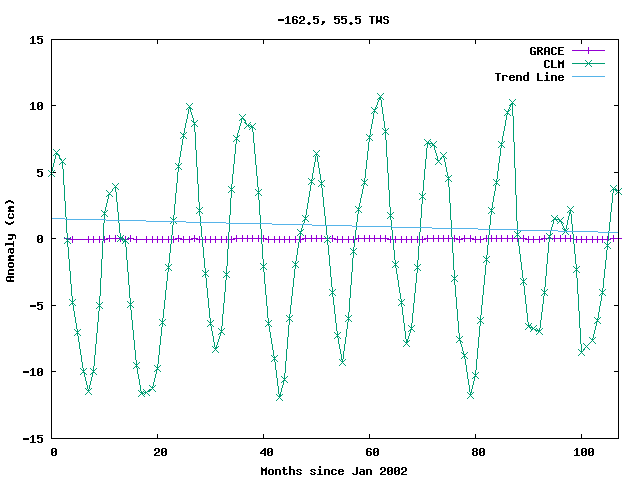 -162.5, 55.5 TWS
15
10
5
0
-5
-10
-15
Anomaly (cm)
GRACE
CLM
Trend Line
0 20 40 60 80 100
Months since Jan 2002